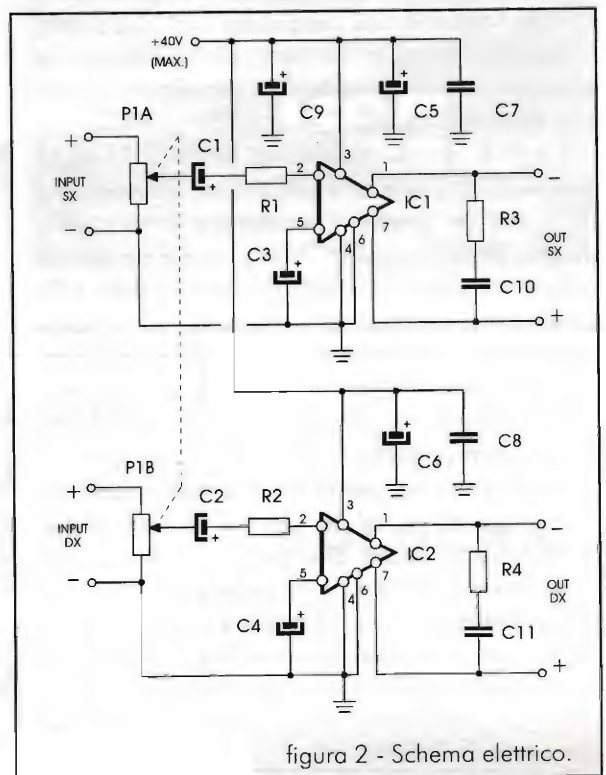 +40V
(MAX.)
C9
C5
C7
P1A
+
INPUT
SX
−
C1
+
R1
2
3
1
IC1
5
4
6
7
C3
+
+
+
−
R3
OUT
SX
C10
+
P1B
+
INPUT
DX
−
C2
+
R2
2
3
1
IC2
5
4
6
7
C4
+
C6
+
C8
−
R4
OUT
DX
C11
+
figura 2 - Schema elettrico.